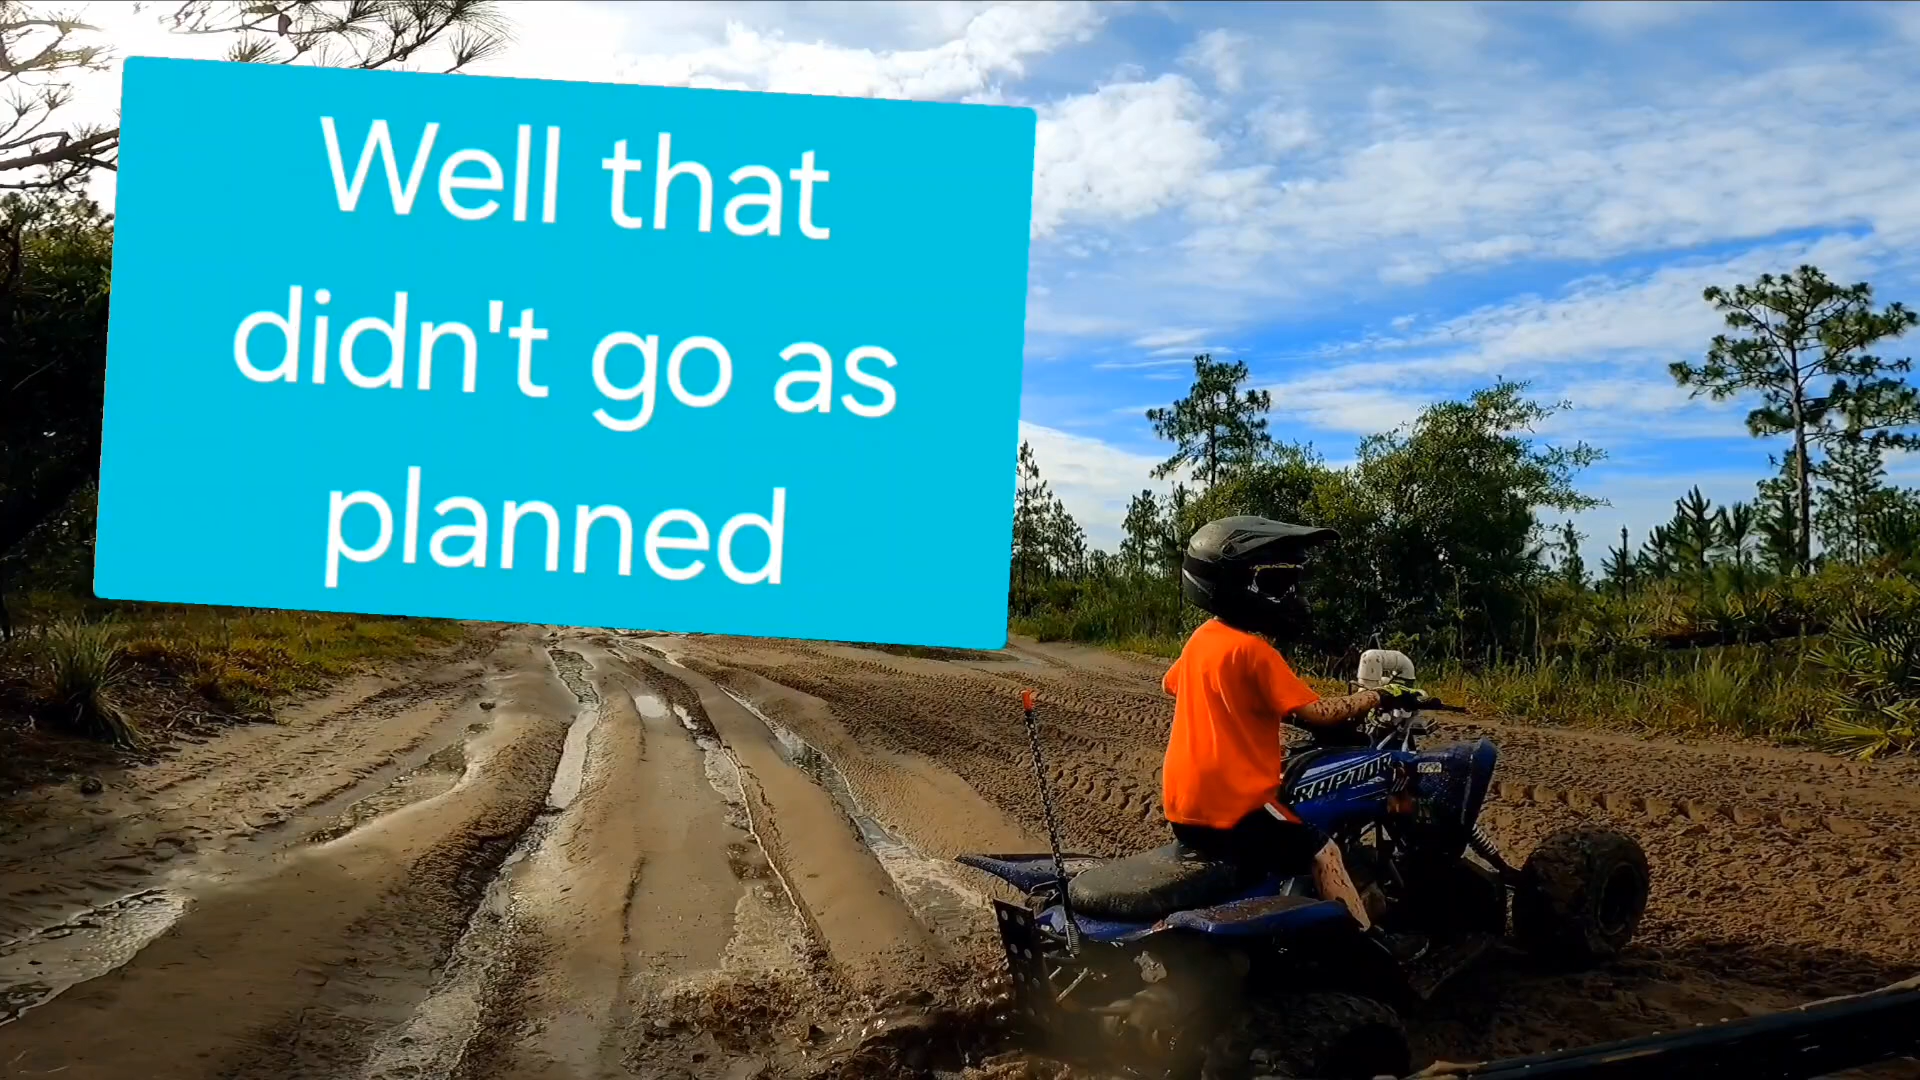 Well that
didn't go as
planned
RAPTOR